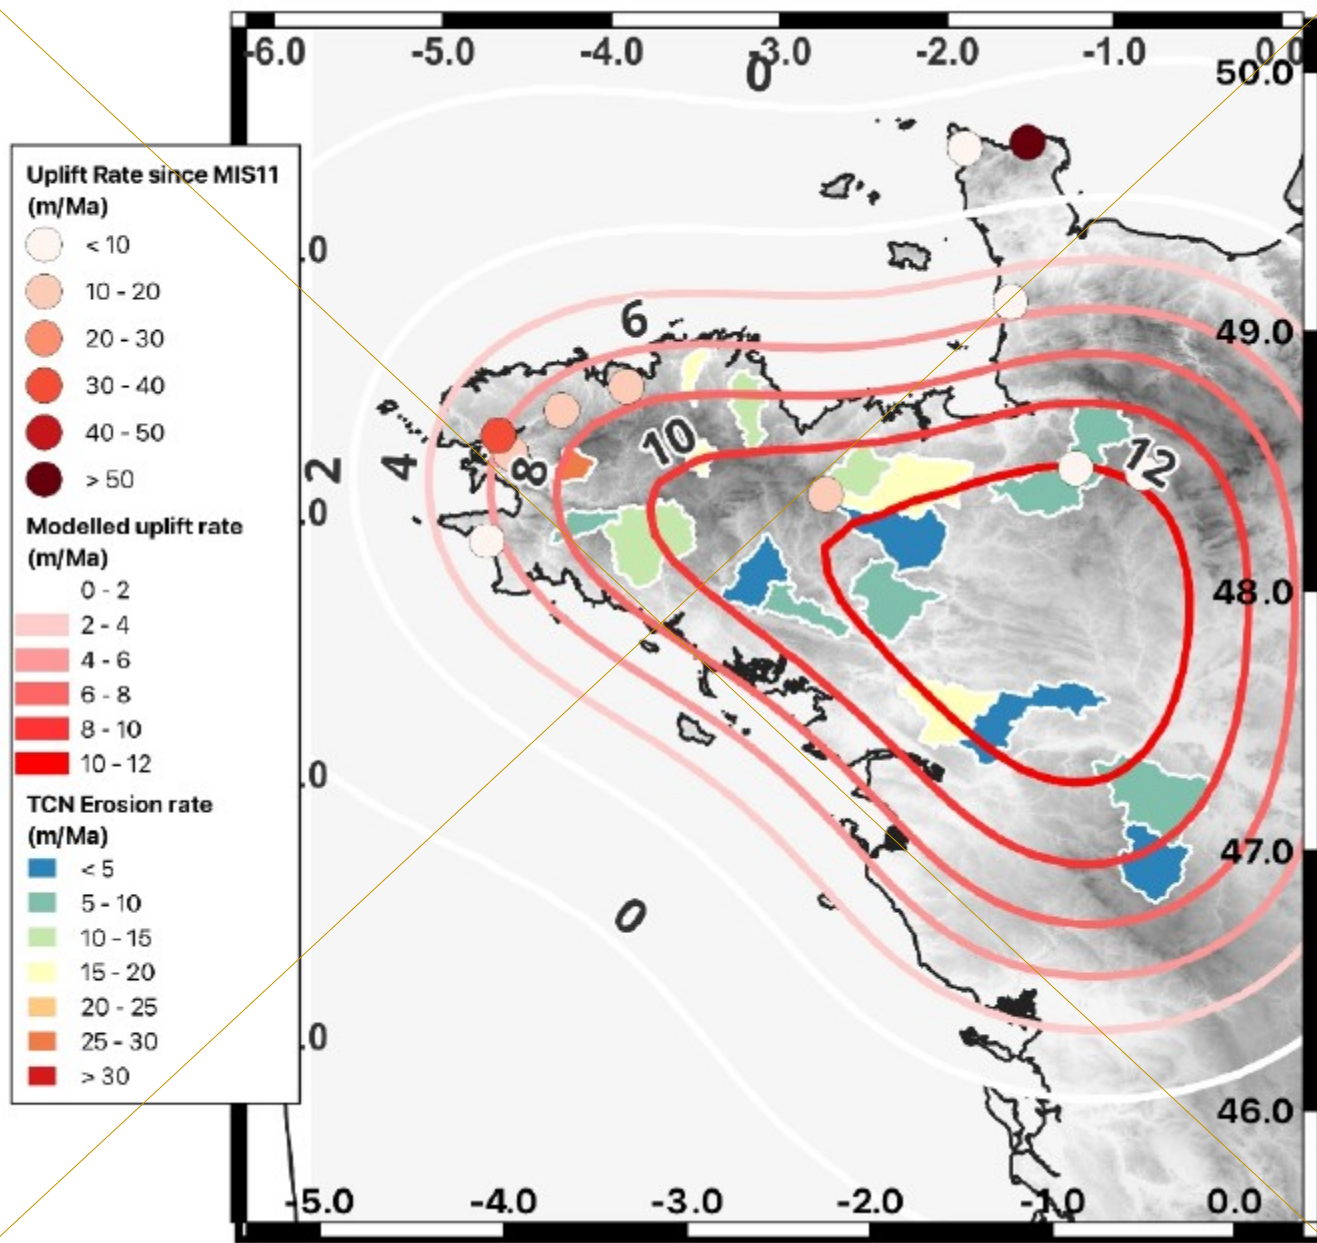 -6.0 -5.0 -4.0 -3.0 -2.0 -1.0 0.0
0
50.0
Uplift Rate since MIS11
(m/Ma)
< 10
10 - 20
20 - 30
30 - 40
40 - 50
> 50
Modelled uplift rate
(m/Ma)
0 - 2
2 - 4
4 - 6
6 - 8
8 - 10
10 - 12
TCN Erosion rate
(m/Ma)
< 5
5 - 10
10 - 15
15 - 20
20 - 25
25 - 30
> 30
.0
6
49.0
10
12
2
4
8
.0
48.0
.0
47.0
0
.0
46.0
-5.0 -4.0 -3.0 -2.0 -1.0 0.0